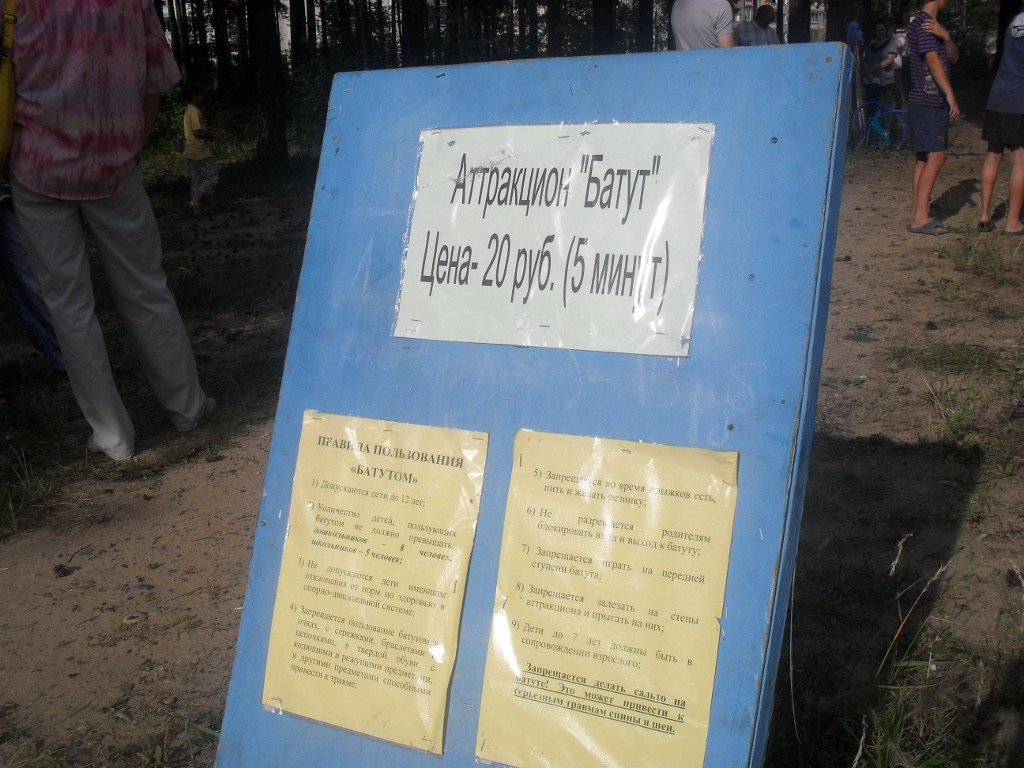 Аттракцион "Батут"
Цена- 20 руб. (5 минут)
ПРАВИЛА ПОЛЬЗОВАНИЯ
«БАТУТОМ»
1) Допускаются дети до 12 лет;
2) Количество детей, пользующих
батутом не должно превышать:
дошкольников – 8 человек;
школьников – 5 человек;
3) Не допускаются дети имеющие
отклонения от норм по здоровью в
опорно-двигательной системе;
4) Запрещается пользование батутом в
очках, с сережками, браслетами с
цепочками, в твердой обуви, с
колющими и режущими предметами,
и другими предметами способными
привести к травме;
5) Запрещается во время прыжков есть,
пить и жевать резинку;
6) Не разрешается родителям
блокировать вход и выход к батуту;
7) Запрещается играть на передней
ступени батута;
8) Запрещается залезать на стены
аттракциона и прыгать на них;
9) Дети до 7 лет должны быть в
сопровождении взрослого;
Запрещается делать сальто на
батуте! Это может привести к
серьезным травмам спины и шеи.